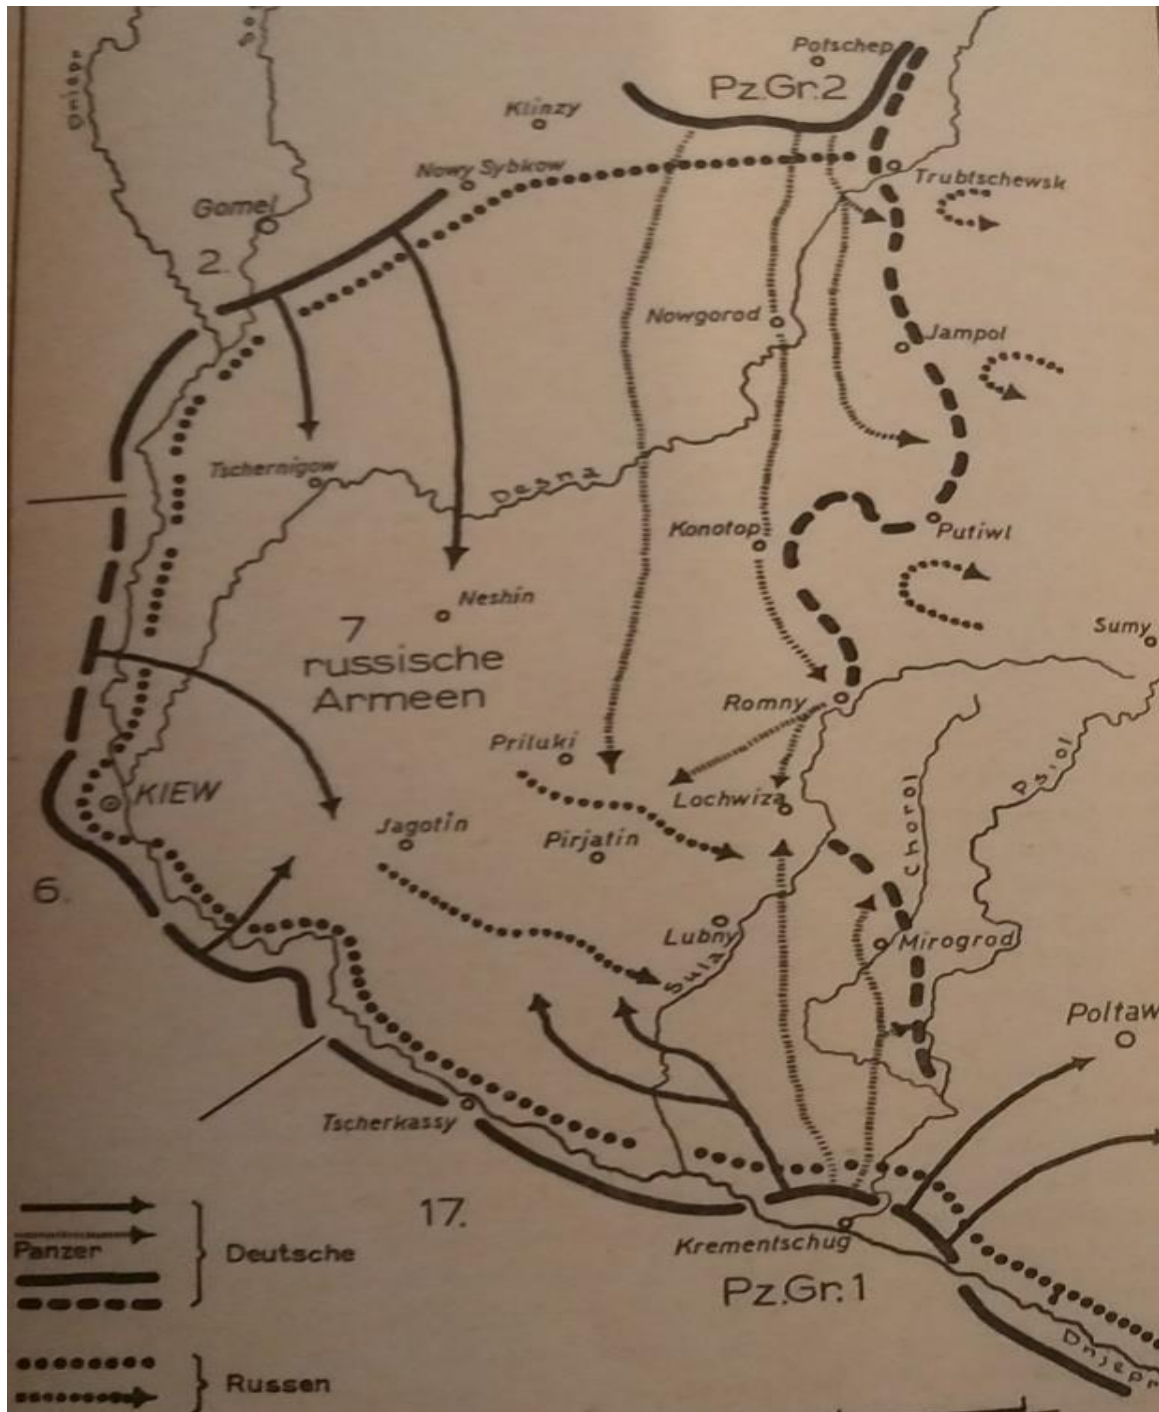 Dnjepr
Potschep
Pz.Gr.2
Klinzy
Nowy Sybkow
Trubtschewsk
Gomel
2.
Nowgorod
Jampol
Tschernigow
Desna
Konotop
Putiwl
Neshin
7
russische
Armeen
Sumy
Romny
Priluki
Psiol
KIEW
Lochwiza
Chorol
Jagotin
Pirjatin
6.
Lubny
Mirogrod
Sula
Poltaw
Tscherkassy
17.
Krementschug
Panzer
Deutsche
Pz.Gr.1
Dnjepr
Russen